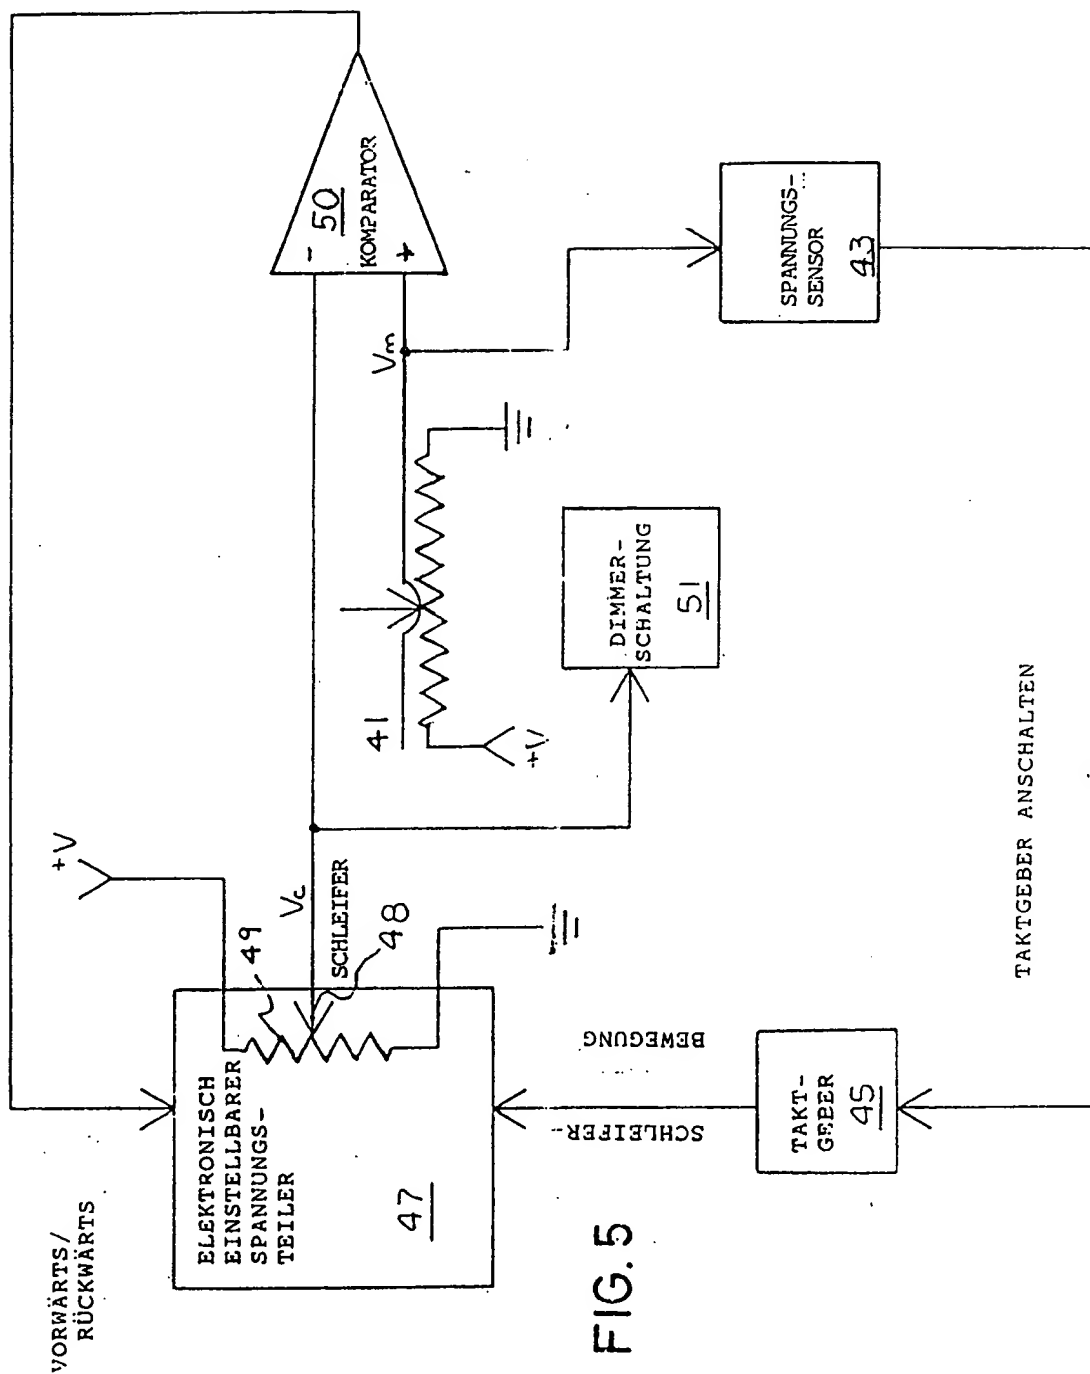 VORWÄRTS/
RÜCKWÄRTS
+V
ELEKTRONISCH
EINSTELLBARER
SPANNUNGS-
TEILER
47
49
Vc
SCHLEIFER
48
-
50
KOMPARATOR
+
Vm
41
+V
DIMMER-
SCHALTUNG
51
SPANNUNGS-
SENSOR
43
SCHLEIFER-
BEWEGUNG
TAKT-
GEBER
45
TAKTGEBER ANSCHALTEN
FIG. 5